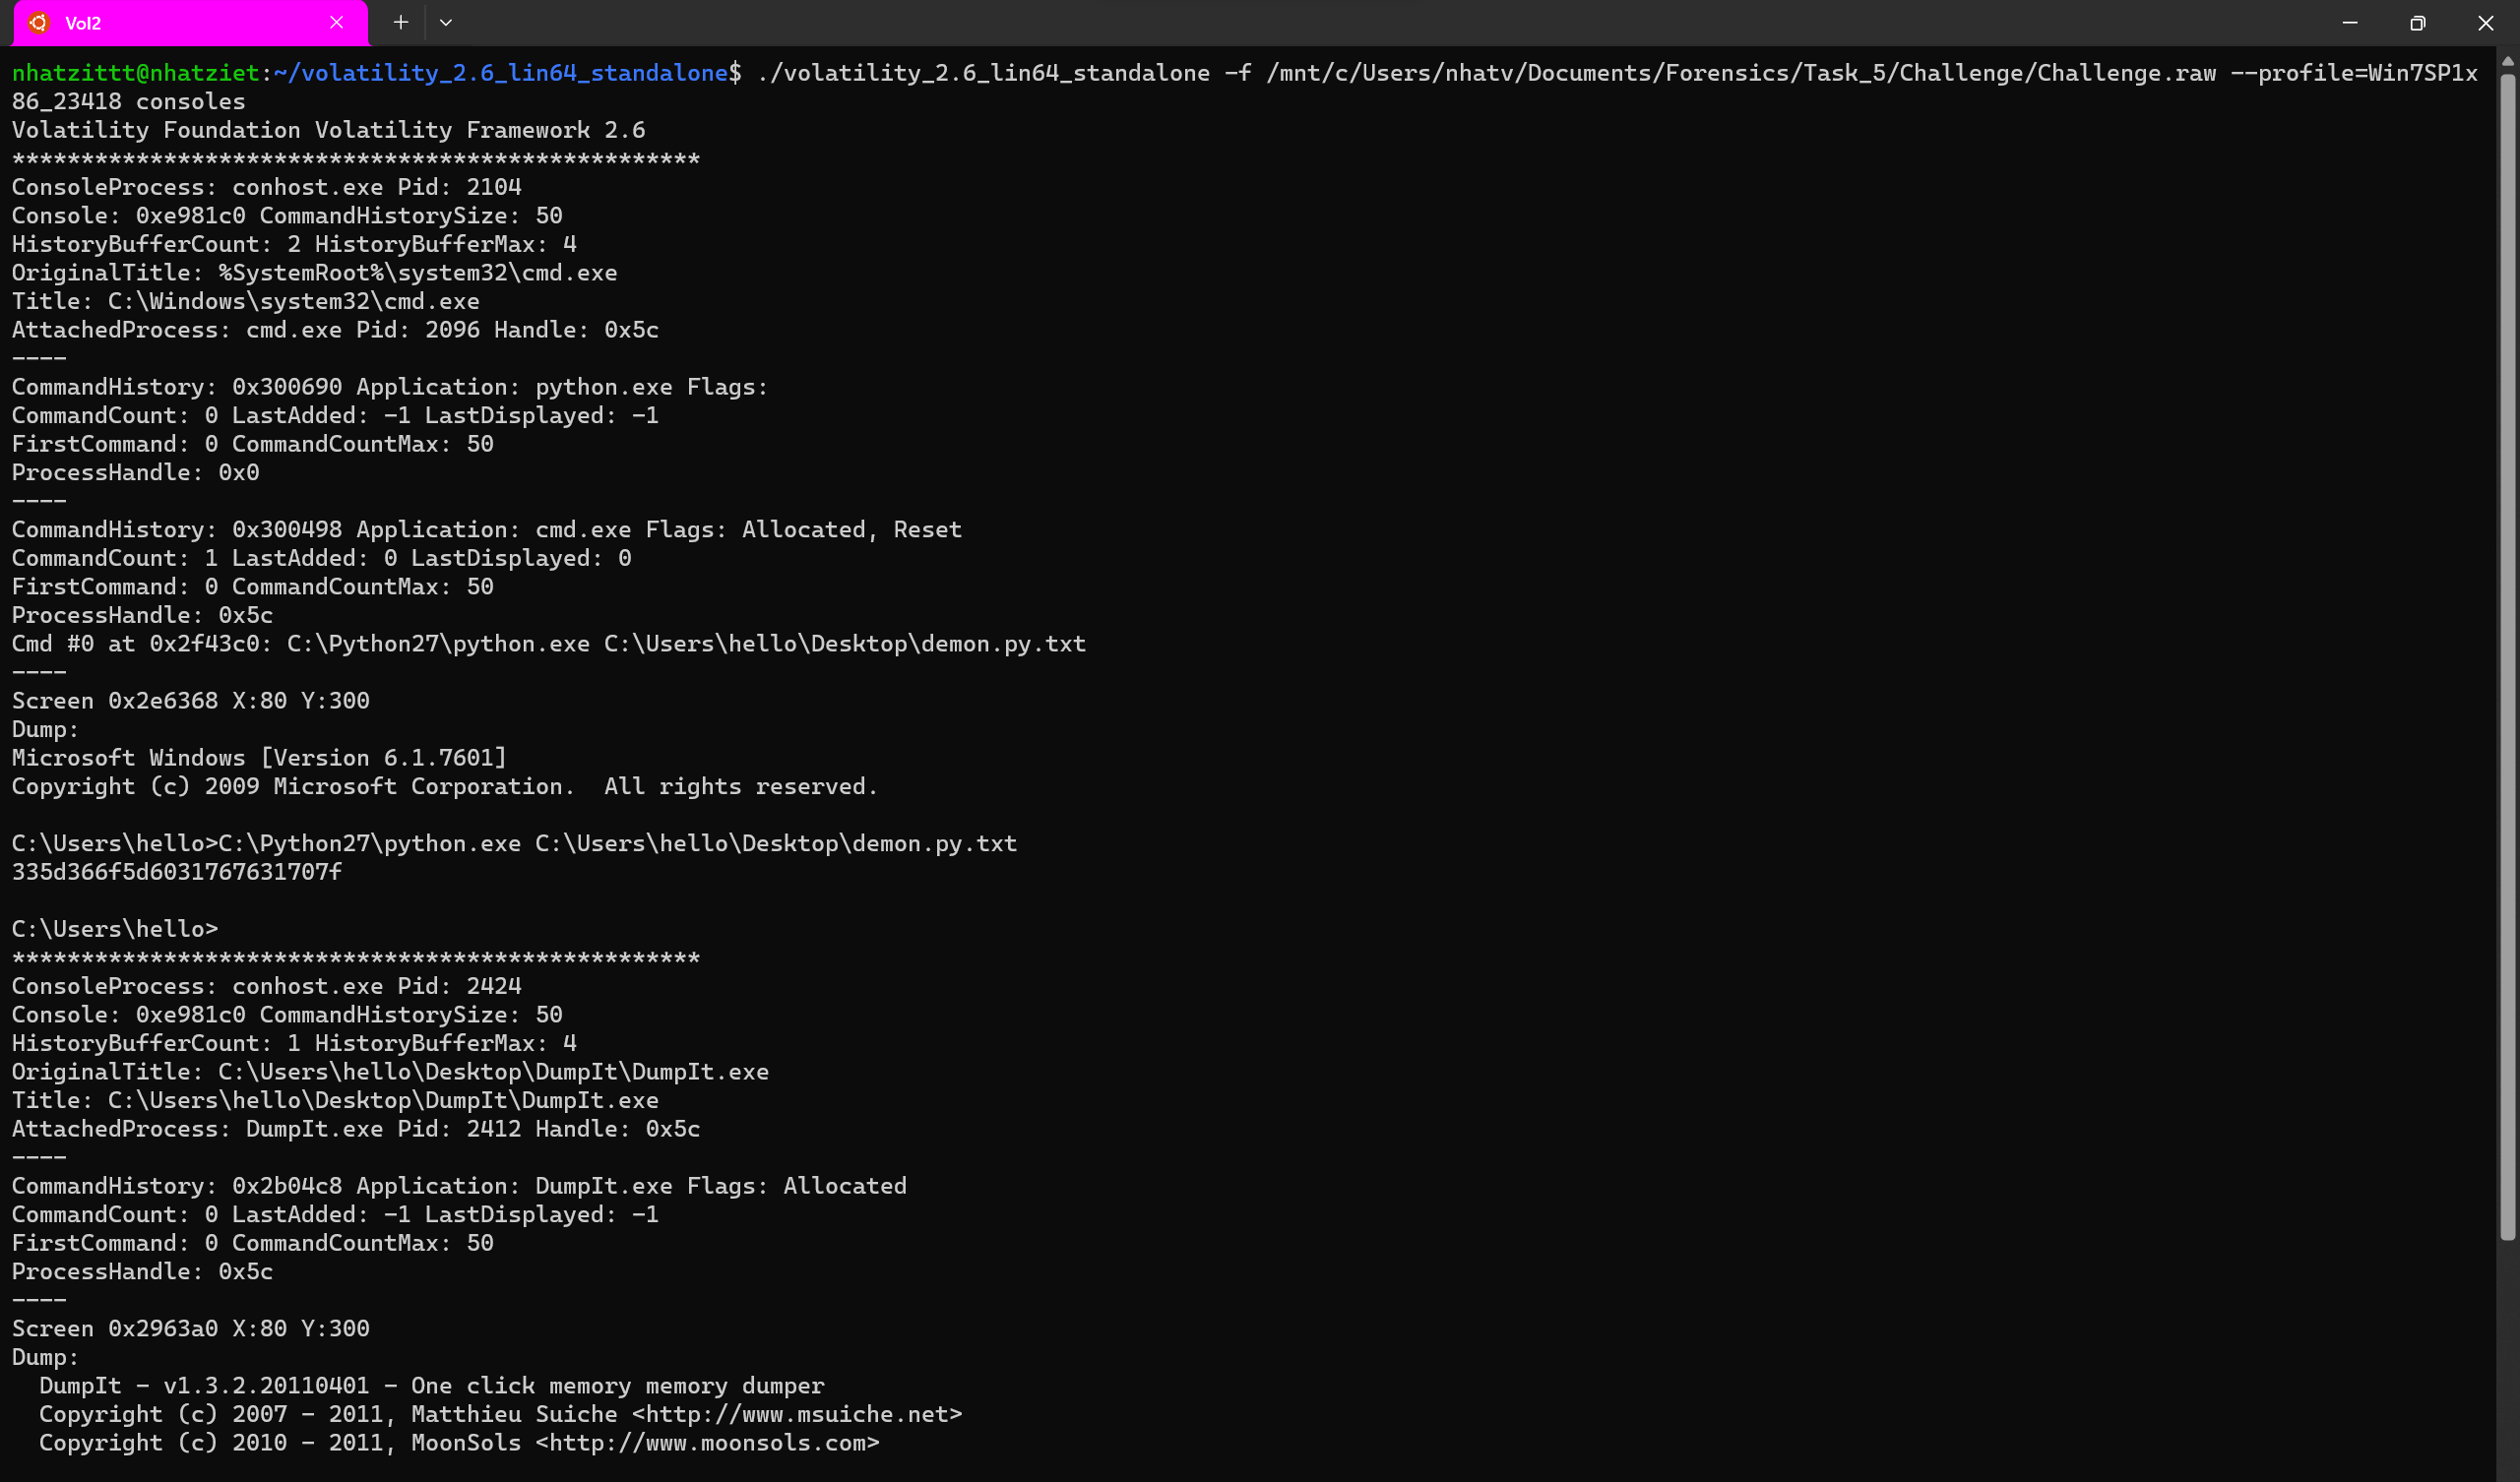 Vol2
nhatzittt@nhatziet:~/volatility_2.6_lin64_standalone$ ./volatility_2.6_lin64_standalone -f /mnt/c/Users/nhatv/Documents/Forensics/Task_5/Challenge/Challenge.raw --profile=Win7SP1x
86_23418 consoles
Volatility Foundation Volatility Framework 2.6
**************************************************
ConsoleProcess: conhost.exe Pid: 2104
Console: 0xe981c0 CommandHistorySize: 50
HistoryBufferCount: 2 HistoryBufferMax: 4
OriginalTitle: %SystemRoot%\system32\cmd.exe
Title: C:\Windows\system32\cmd.exe
AttachedProcess: cmd.exe Pid: 2096 Handle: 0x5c
----
CommandHistory: 0x300690 Application: python.exe Flags:
CommandCount: 0 LastAdded: -1 LastDisplayed: -1
FirstCommand: 0 CommandCountMax: 50
ProcessHandle: 0x0
----
CommandHistory: 0x300498 Application: cmd.exe Flags: Allocated, Reset
CommandCount: 1 LastAdded: 0 LastDisplayed: 0
FirstCommand: 0 CommandCountMax: 50
ProcessHandle: 0x5c
Cmd #0 at 0x2f43c0: C:\Python27\python.exe C:\Users\hello\Desktop\demon.py.txt
----
Screen 0x2e6368 X:80 Y:300
Dump:
Microsoft Windows [Version 6.1.7601]
Copyright (c) 2009 Microsoft Corporation.  All rights reserved.

C:\Users\hello>C:\Python27\python.exe C:\Users\hello\Desktop\demon.py.txt
335d366f5d6031767631707f

C:\Users\hello>
**************************************************
ConsoleProcess: conhost.exe Pid: 2424
Console: 0xe981c0 CommandHistorySize: 50
HistoryBufferCount: 1 HistoryBufferMax: 4
OriginalTitle: C:\Users\hello\Desktop\DumpIt\DumpIt.exe
Title: C:\Users\hello\Desktop\DumpIt\DumpIt.exe
AttachedProcess: DumpIt.exe Pid: 2412 Handle: 0x5c
----
CommandHistory: 0x2b04c8 Application: DumpIt.exe Flags: Allocated
CommandCount: 0 LastAdded: -1 LastDisplayed: -1
FirstCommand: 0 CommandCountMax: 50
ProcessHandle: 0x5c
----
Screen 0x2963a0 X:80 Y:300
Dump:
  DumpIt - v1.3.2.20110401 - One click memory memory dumper
  Copyright (c) 2007 - 2011, Matthieu Suiche <http://www.msuiche.net>
  Copyright (c) 2010 - 2011, MoonSols <http://www.moonsols.com>